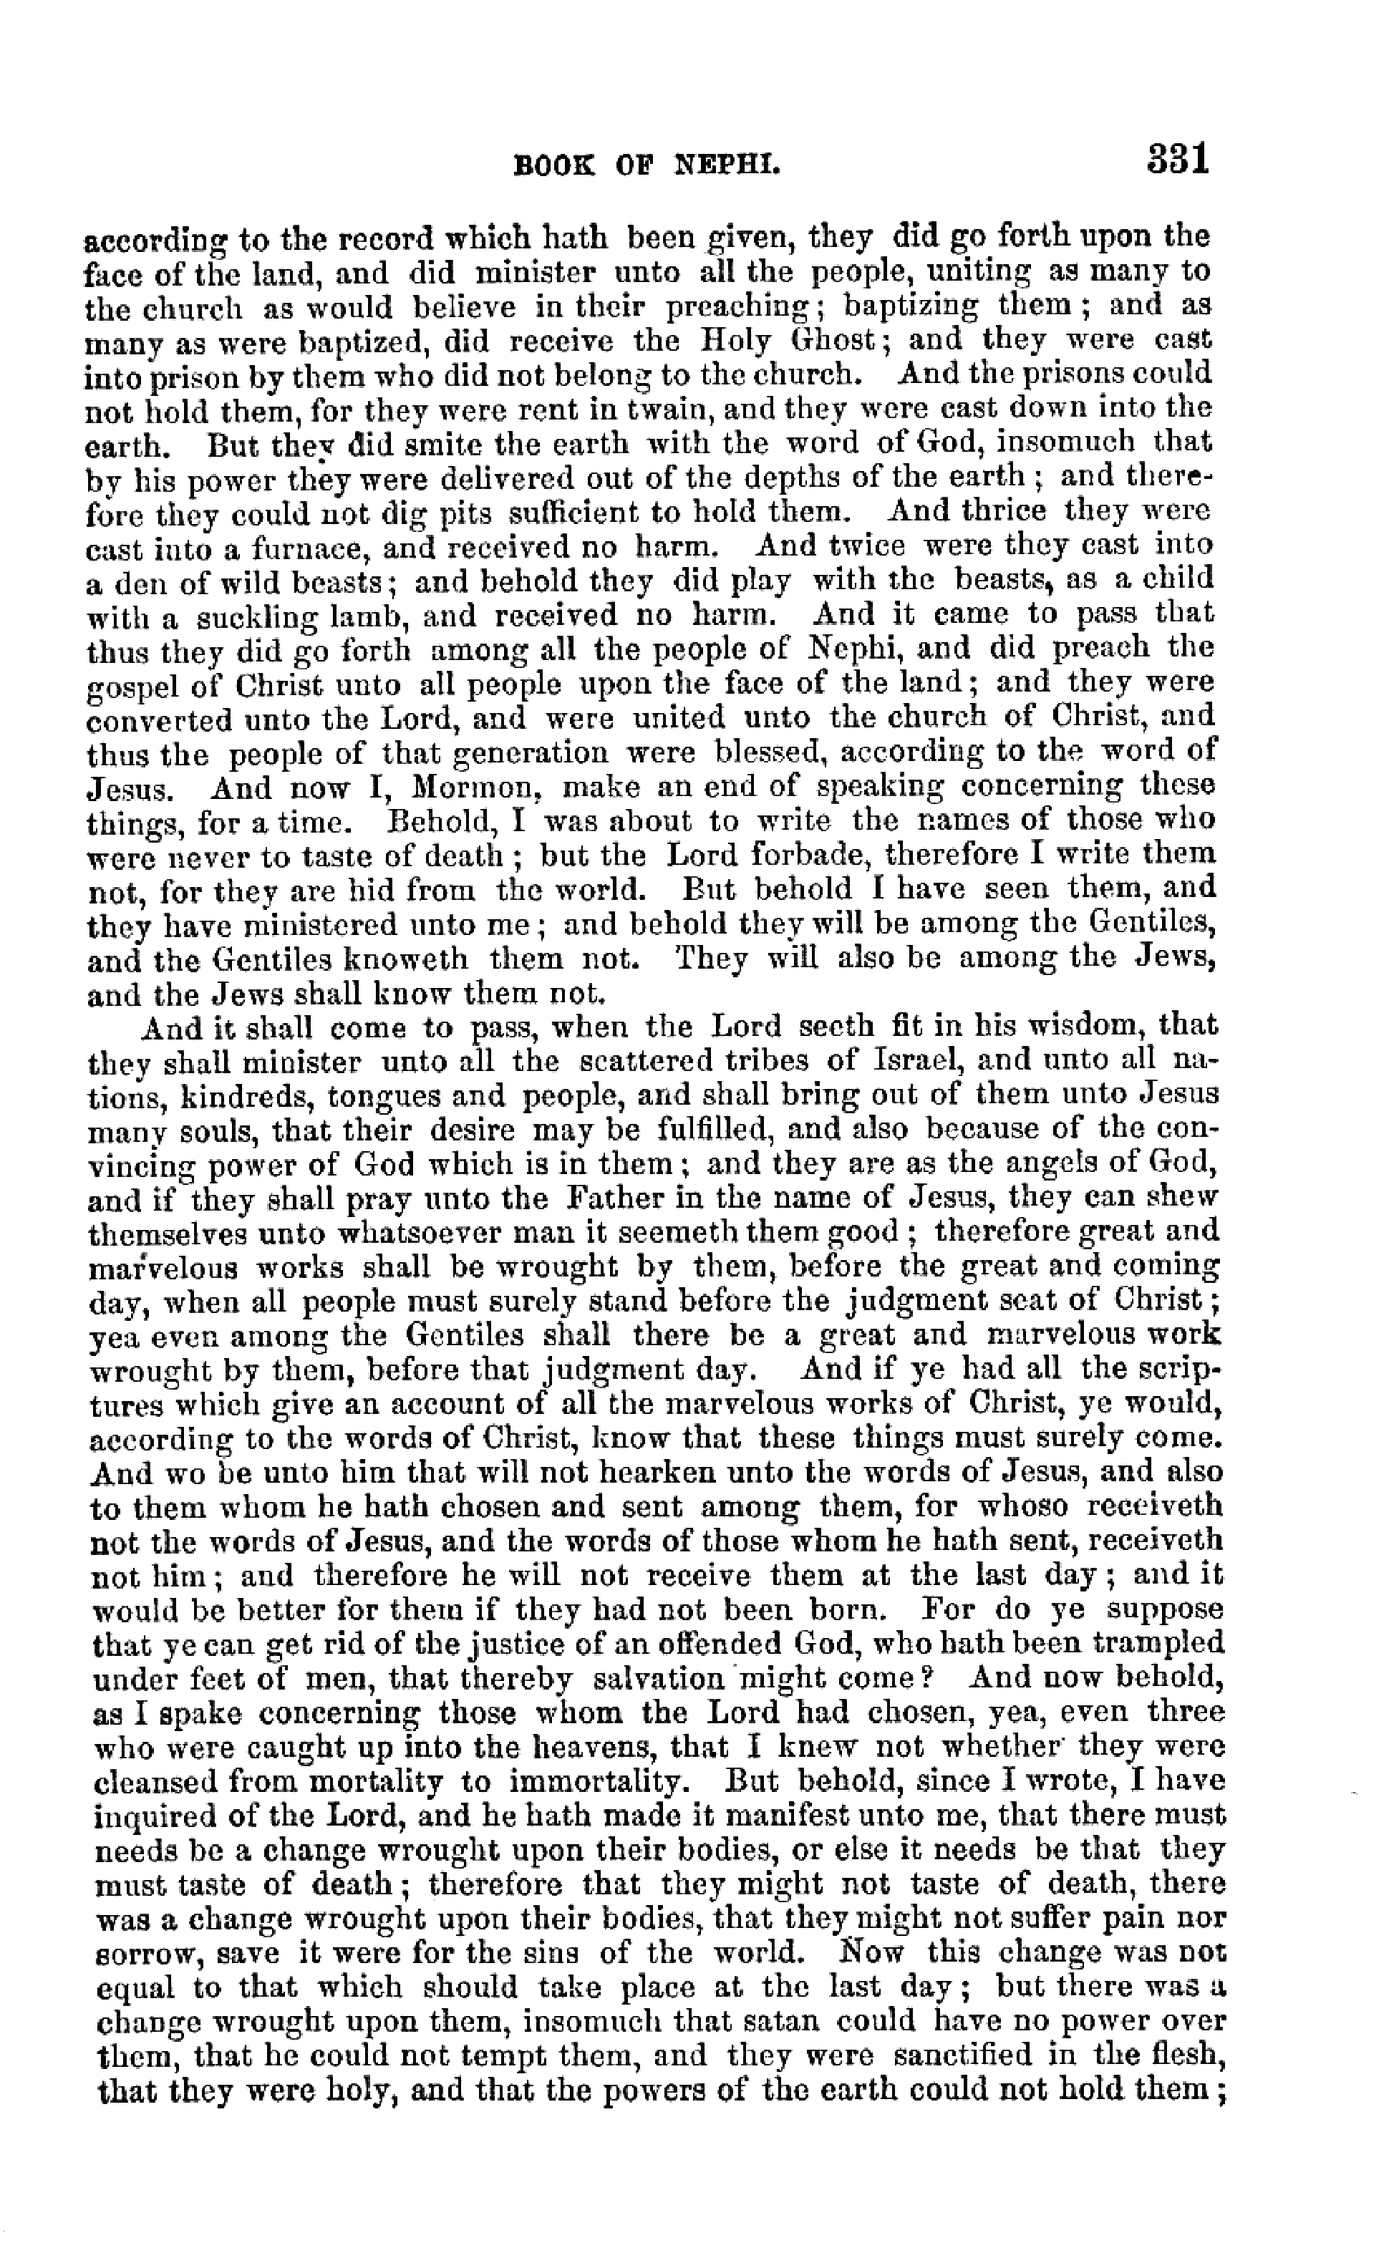 BOOK OF NEPHI. 331
according to the record which hath been given, they did go forth upon the
face of the land, and did minister unto all the people, uniting as many to
the church as would believe in their preaching; baptizing them; and as
many as were baptized, did receive the Holy Ghost; and they were cast
into prison by them who did not belong to the church. And the prisons could
not hold them, for they were rent in twain, and they were cast down into the
earth. But they did smite the earth with the word of God, insomuch that
by his power they were delivered out of the depths of the earth; and there-
fore they could not dig pits sufficient to hold them. And thrice they were
cast into a furnace, and received no harm. And twice were they cast into
a den of wild beasts; and behold they did play with the beasts, as a child
with a suckling lamb, and received no harm. And it came to pass that
thus they did go forth among all the people of Nephi, and did preach the
gospel of Christ unto all people upon the face of the land; and they were
converted unto the Lord, and were united unto the church of Christ, and
thus the people of that generation were blessed, according to the word of
Jesus. And now I, Mormon, make an end of speaking concerning these
things, for a time. Behold, I was about to write the names of those who
were never to taste of death; but the Lord forbade, therefore I write them
not, for they are hid from the world. But behold I have seen them, and
they have ministered unto me; and behold they will be among the Gentiles,
and the Gentiles knoweth them not. They will also be among the Jews,
and the Jews shall know them not.
And it shall come to pass, when the Lord seeth fit in his wisdom, that
they shall minister unto all the scattered tribes of Israel, and unto all na-
tions, kindreds, tongues and people, and shall bring out of them unto Jesus
many souls, that their desire may be fulfilled, and also because of the con-
vincing power of God which is in them; and they are as the angels of God,
and if they shall pray unto the Father in the name of Jesus, they can shew
themselves unto whatsoever man it seemeth them good; therefore great and
marvelous works shall be wrought by them, before the great and coming
day, when all people must surely stand before the judgment seat of Christ;
yea even among the Gentiles shall there be a great and marvelous work
wrought by them, before that judgment day. And if ye had all the scrip-
tures which give an account of all the marvelous works of Christ, ye would,
according to the words of Christ, know that these things must surely come.
And wo be unto him that will not hearken unto the words of Jesus, and also
to them whom he hath chosen and sent among them, for whoso receiveth
not the words of Jesus, and the words of those whom he hath sent, receiveth
not him; and therefore he will not receive them at the last day; and it
would be better for them if they had not been born. For do ye suppose
that ye can get rid of the justice of an offended God, who hath been trampled
under feet of men, that thereby salvation might come? And now behold,
as I spake concerning those whom the Lord had chosen, yea, even three
who were caught up into the heavens, that I knew not whether they were
cleansed from mortality to immortality. But behold, since I wrote, I have
inquired of the Lord, and he hath made it manifest unto me, that there must
needs be a change wrought upon their bodies, or else it needs be that they
must taste of death; therefore that they might not taste of death, there
was a change wrought upon their bodies, that they might not suffer pain nor
sorrow, save it were for the sins of the world. Now this change was not
equal to that which should take place at the last day; but there was a
change wrought upon them, insomuch that satan could have no power over
them, that he could not tempt them, and they were sanctified in the flesh,
that they were holy, and that the powers of the earth could not hold them;